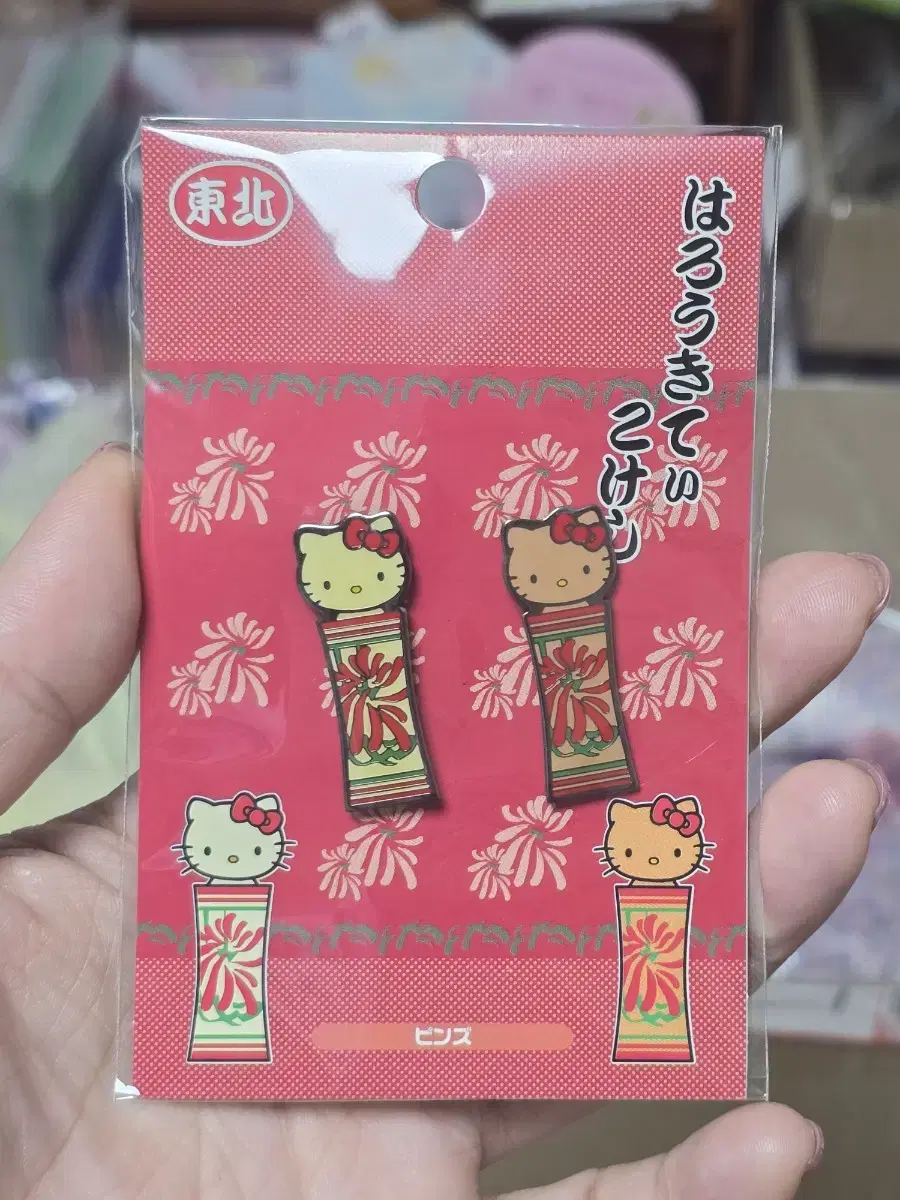 東北
はろうきてぃ
こけし
ピンズ